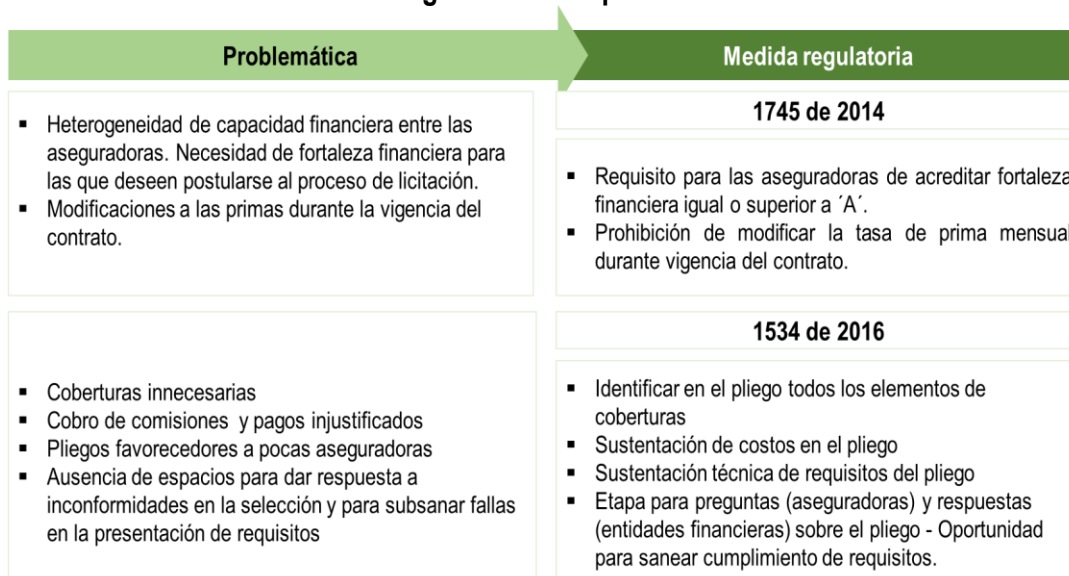 Problemática
Medida regulatoria
▪ Heterogeneidad de capacidad financiera entre las
aseguradoras. Necesidad de fortaleza financiera para
las que deseen postularse al proceso de licitación.
▪ Modificaciones a las primas durante la vigencia del
contrato.
1745 de 2014
▪ Requisito para las aseguradoras de acreditar fortaleza
financiera igual o superior a ´A´.
▪ Prohibición de modificar la tasa de prima mensual
durante vigencia del contrato.
▪ Coberturas innecesarias
▪ Cobro de comisiones y pagos injustificados
▪ Pliegos favorecedores a pocas aseguradoras
▪ Ausencia de espacios para dar respuesta a
inconformidades en la selección y para subsanar fallas
en la presentación de requisitos
1534 de 2016
▪ Identificar en el pliego todos los elementos de
coberturas
▪ Sustentación de costos en el pliego
▪ Sustentación técnica de requisitos del pliego
▪ Etapa para preguntas (aseguradoras) y respuestas
(entidades financieras) sobre el pliego - Oportunidad
para sanear cumplimiento de requisitos.